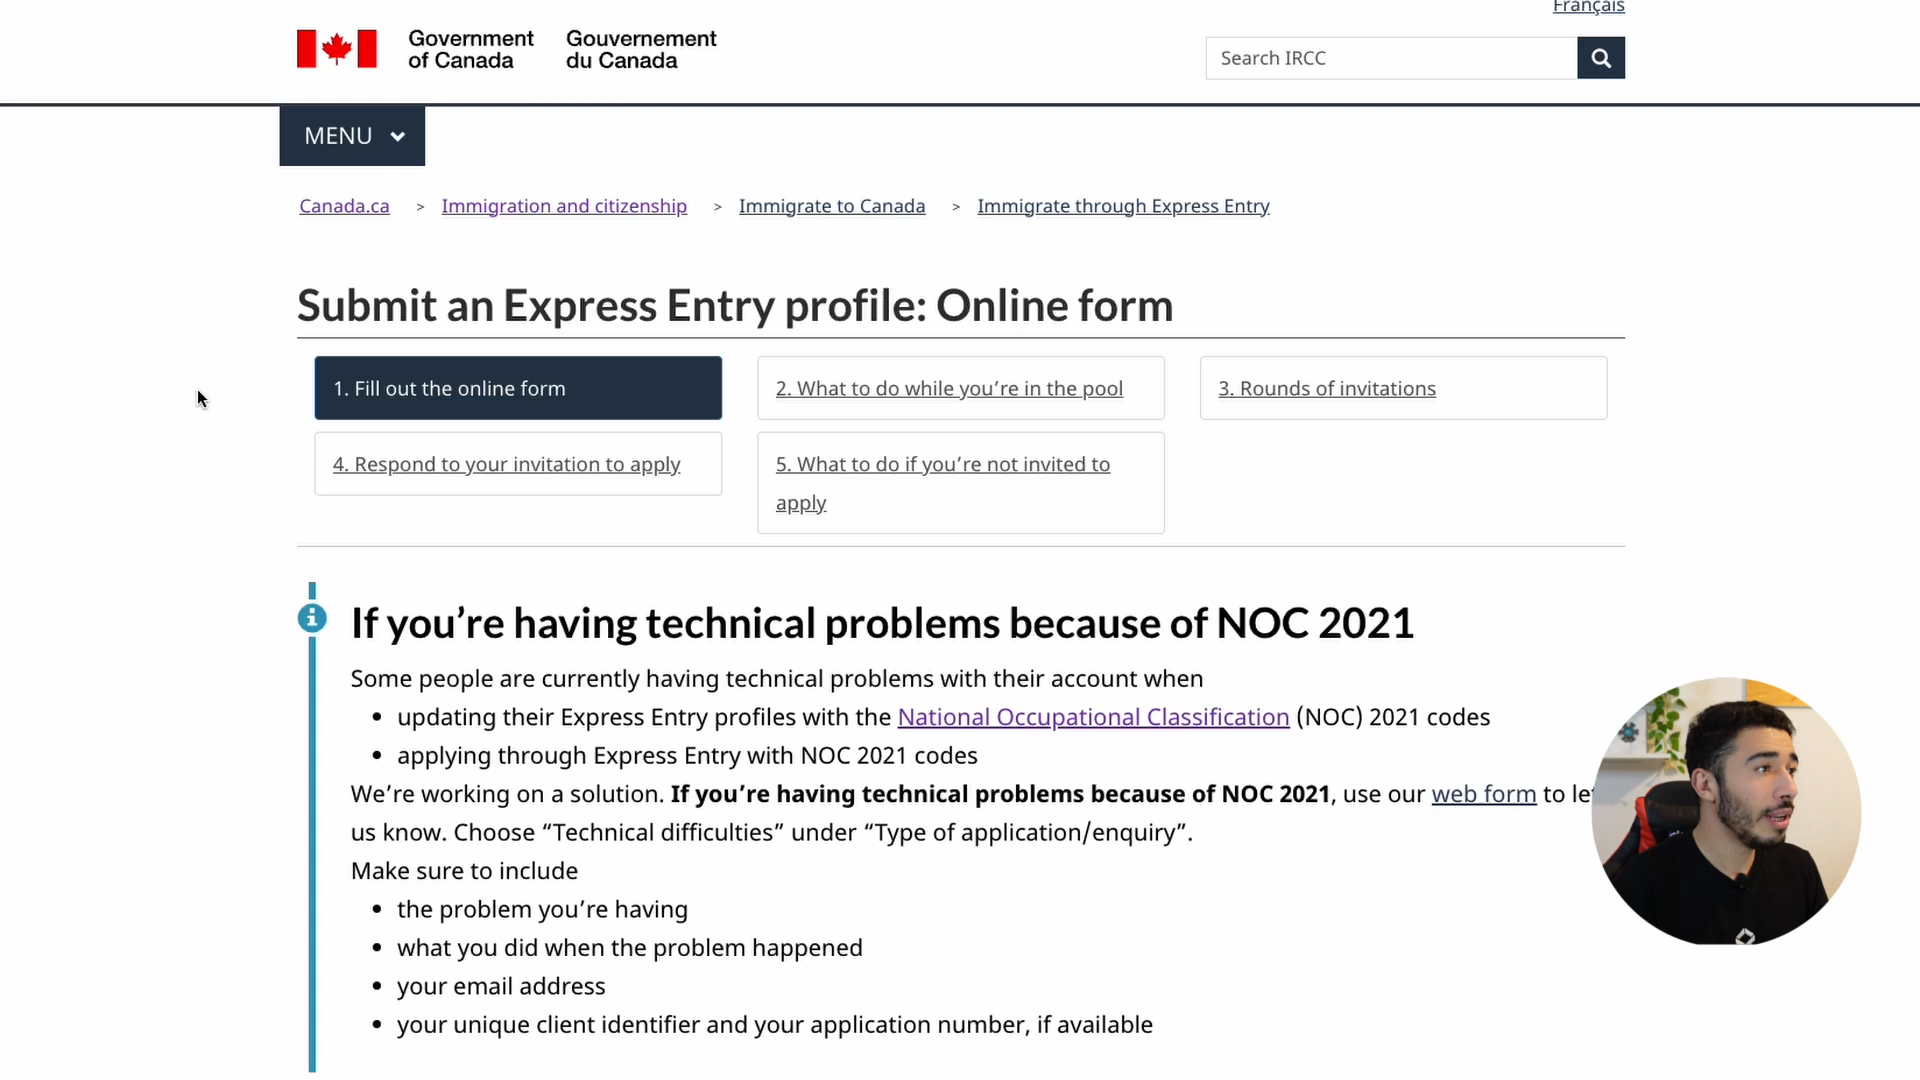 Français
Government
of Canada
Gouvernement
du Canada
Search IRCC
MENU
Canada.ca > Immigration and citizenship > Immigrate to Canada > Immigrate through Express Entry
Submit an Express Entry profile: Online form
1. Fill out the online form
2. What to do while you’re in the pool
3. Rounds of invitations
4. Respond to your invitation to apply
5. What to do if you’re not invited to
apply
If you’re having technical problems because of NOC 2021
Some people are currently having technical problems with their account when
• updating their Express Entry profiles with the National Occupational Classification (NOC) 2021 codes
• applying through Express Entry with NOC 2021 codes
We’re working on a solution. If you’re having technical problems because of NOC 2021, use our web form to let
us know. Choose “Technical difficulties” under “Type of application/enquiry”.
Make sure to include
• the problem you’re having
• what you did when the problem happened
• your email address
• your unique client identifier and your application number, if available